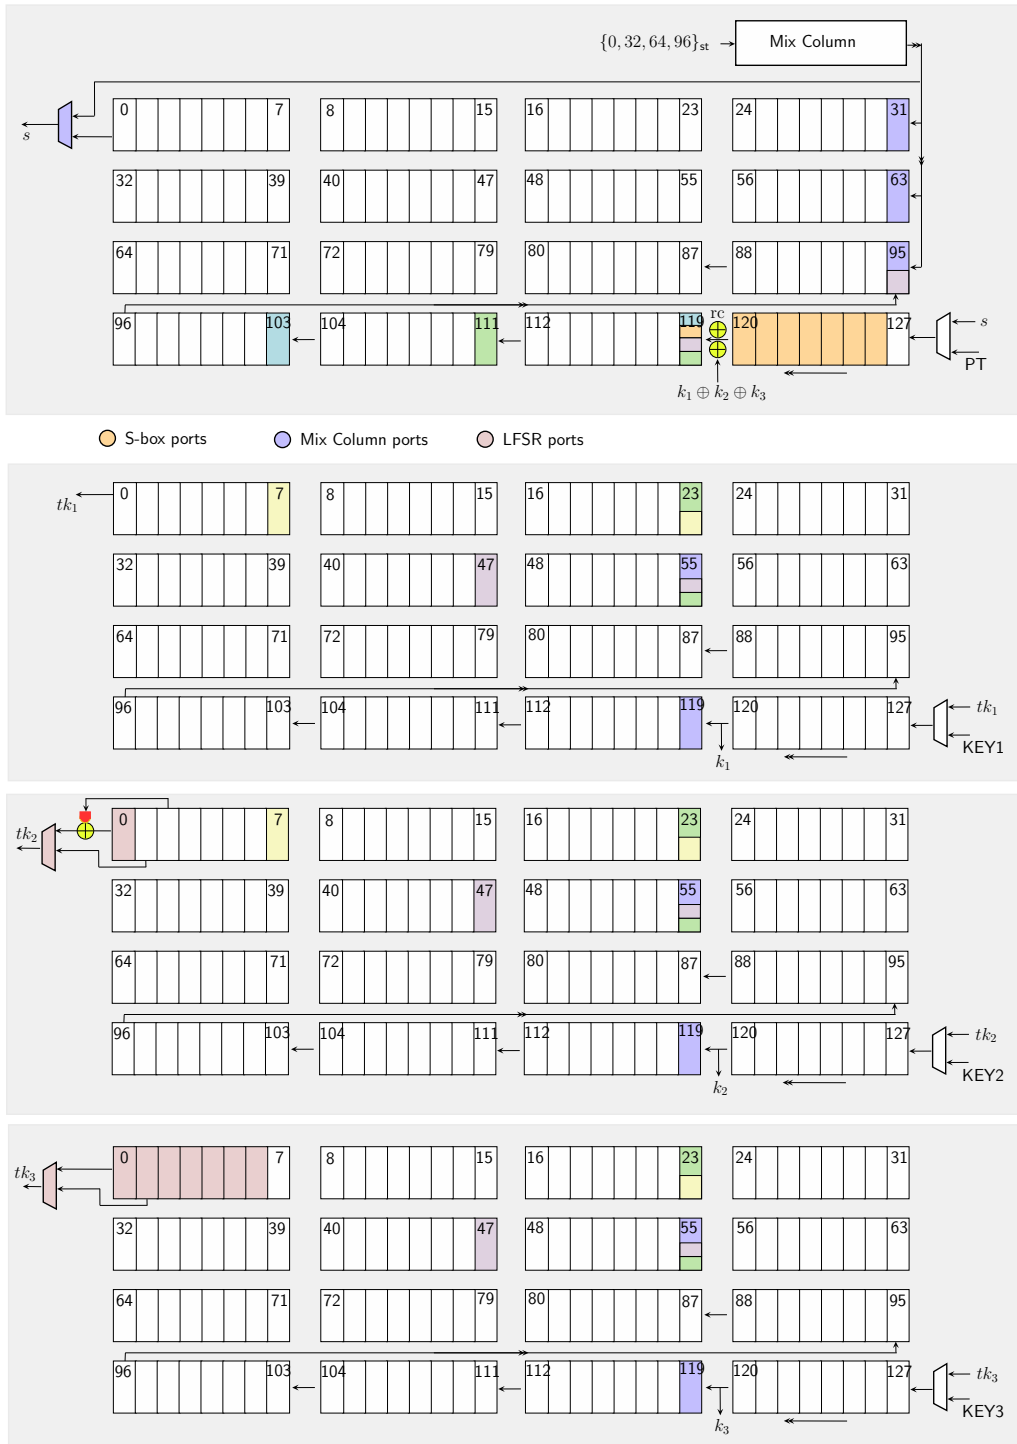 {0, 32, 64, 96}st Mix Column
0 7 8 15 16 23 24 31
s
32 39 40 47 48 55 56 63
64 71 72 79 80 87 88 95
96 103 104 111 112 119 rc 120 127 s
PT
k1 ⊕ k2 ⊕ k3
S-box ports Mix Column ports LFSR ports
0 7 8 15 16 23 24 31
tk1
32 39 40 47 48 55 56 63
64 71 72 79 80 87 88 95
96 103 104 111 112 119 120 127 tk1
KEY1
k1
0 7 8 15 16 23 24 31
tk2
32 39 40 47 48 55 56 63
64 71 72 79 80 87 88 95
96 103 104 111 112 119 120 127 tk2
KEY2
k2
0 7 8 15 16 23 24 31
tk3
32 39 40 47 48 55 56 63
64 71 72 79 80 87 88 95
96 103 104 111 112 119 120 127 tk3
KEY3
k3